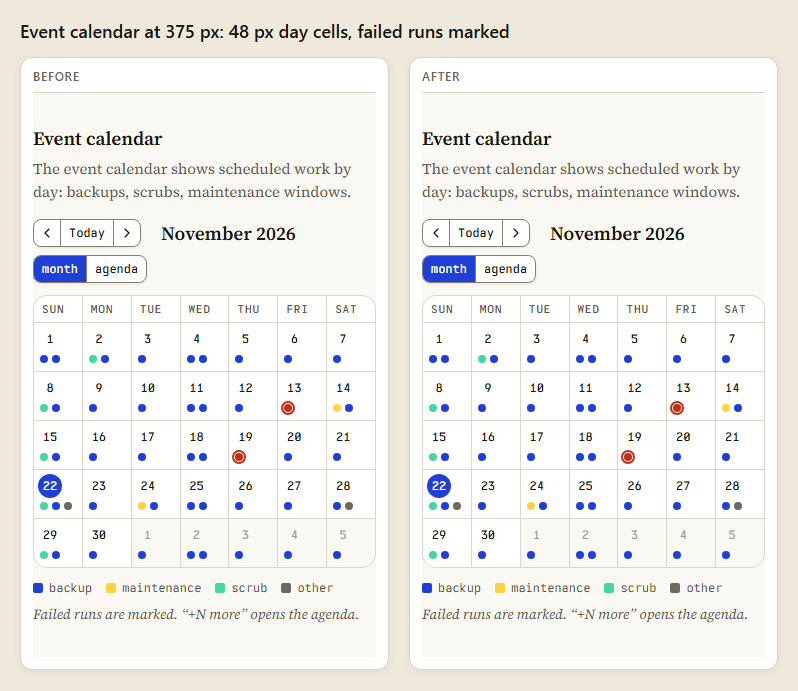 Event calendar at 375 px: 48 px day cells, failed runs marked
BEFORE
Event calendar
The event calendar shows scheduled work by
day: backups, scrubs, maintenance windows.
Today
November 2026
month agenda
SUN MON TUE WED THU FRI SAT
1 2 3 4 5 6 7
8 9 10 11 12 13 14
15 16 17 18 19 20 21
22 23 24 25 26 27 28
29 30 1 2 3 4 5
backup maintenance scrub other
Failed runs are marked. “+N more” opens the agenda.
AFTER
Event calendar
The event calendar shows scheduled work by
day: backups, scrubs, maintenance windows.
Today
November 2026
month agenda
SUN MON TUE WED THU FRI SAT
1 2 3 4 5 6 7
8 9 10 11 12 13 14
15 16 17 18 19 20 21
22 23 24 25 26 27 28
29 30 1 2 3 4 5
backup maintenance scrub other
Failed runs are marked. “+N more” opens the agenda.